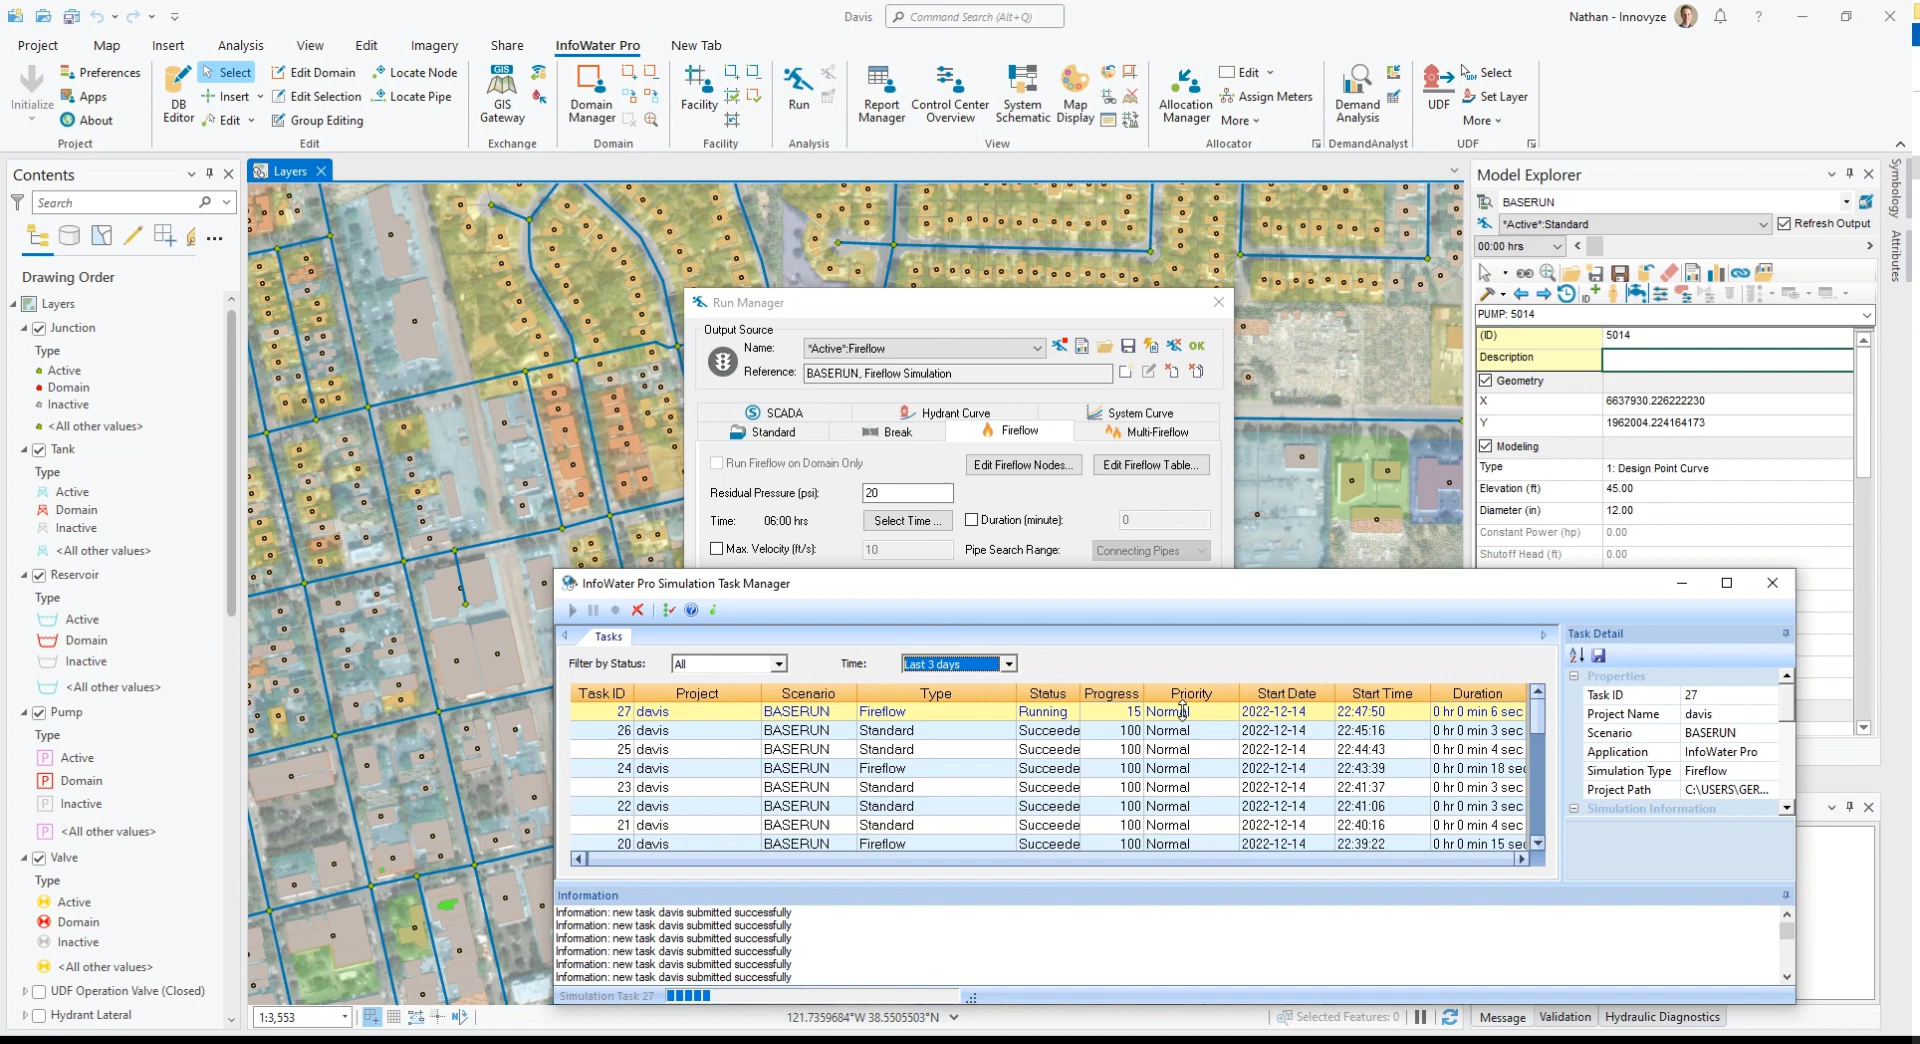 Davis
Command Search (Alt+Q)
Nathan - Innovyze
?
Project Map Insert Analysis View Edit Imagery Share InfoWater Pro New Tab
Initialize
Preferences
Apps
About
Project
DB Editor
Select
Insert
Edit
Edit Domain
Edit Selection
Group Editing
Locate Node
Locate Pipe
Edit
GIS
GIS Gateway
Exchange
Domain Manager
Domain
Facility
Facility
Run
Analysis
Report Manager
Control Center Overview
System Schematic
Map Display
View
Allocation Manager
Edit
Assign Meters
More
Allocator
Demand Analysis
DemandAnalyst
UDF
Select
Set Layer
More
UDF
Contents
Search
Drawing Order
Layers
Junction
Type
Active
Domain
Inactive
<All other values>
Tank
Type
Active
Domain
Inactive
<All other values>
Reservoir
Type
Active
Domain
Inactive
<All other values>
Pump
Type
Active
Domain
Inactive
<All other values>
Valve
Type
Active
Domain
Inactive
<All other values>
UDF Operation Valve (Closed)
Hydrant Lateral
Layers
Run Manager
Output Source
Name: *Active*:Fireflow
OK
Reference: BASERUN, Fireflow Simulation
SCADA Hydrant Curve System Curve
Standard Break Fireflow Multi-Fireflow
Run Fireflow on Domain Only Edit Fireflow Nodes... Edit Fireflow Table...
Residual Pressure (psi): 20
Time: 06:00 hrs Select Time ... Duration (minute): 0
Max. Velocity (ft/s): 10 Pipe Search Range: Connecting Pipes
InfoWater Pro Simulation Task Manager
Tasks
Filter by Status: All Time: Last 3 days
Task ID Project Scenario Type Status Progress Priority Start Date Start Time Duration
27 davis BASERUN Fireflow Running 15 Normal 2022-12-14 22:47:50 0 hr 0 min 6 sec
26 davis BASERUN Standard Succeede 100 Normal 2022-12-14 22:45:16 0 hr 0 min 3 sec
25 davis BASERUN Standard Succeede 100 Normal 2022-12-14 22:44:43 0 hr 0 min 4 sec
24 davis BASERUN Fireflow Succeede 100 Normal 2022-12-14 22:43:39 0 hr 0 min 18 sec
23 davis BASERUN Standard Succeede 100 Normal 2022-12-14 22:41:37 0 hr 0 min 3 sec
22 davis BASERUN Standard Succeede 100 Normal 2022-12-14 22:41:06 0 hr 0 min 3 sec
21 davis BASERUN Standard Succeede 100 Normal 2022-12-14 22:40:16 0 hr 0 min 4 sec
20 davis BASERUN Fireflow Succeede 100 Normal 2022-12-14 22:39:22 0 hr 0 min 15 sec
Task Detail
Properties
Task ID 27
Project Name davis
Scenario BASERUN
Application InfoWater Pro
Simulation Type Fireflow
Project Path C:\USERS\GER...
Simulation Information
Information
Information: new task davis submitted successfully
Information: new task davis submitted successfully
Information: new task davis submitted successfully
Information: new task davis submitted successfully
Information: new task davis submitted successfully
Information: new task davis submitted successfully
Simulation Task 27
Model Explorer
BASERUN
*Active*:Standard Refresh Output
00:00 hrs
PUMP: 5014
(ID) 5014
Description
Geometry
X 6637930.226222230
Y 1962004.224164173
Modeling
Type 1: Design Point Curve
Elevation (ft) 45.00
Diameter (in) 12.00
Constant Power (hp) 0.00
Shutoff Head (ft) 0.00
Symbology
Attributes
1:3,553
121.7359684°W 38.5505503°N
Selected Features: 0
Message Validation Hydraulic Diagnostics